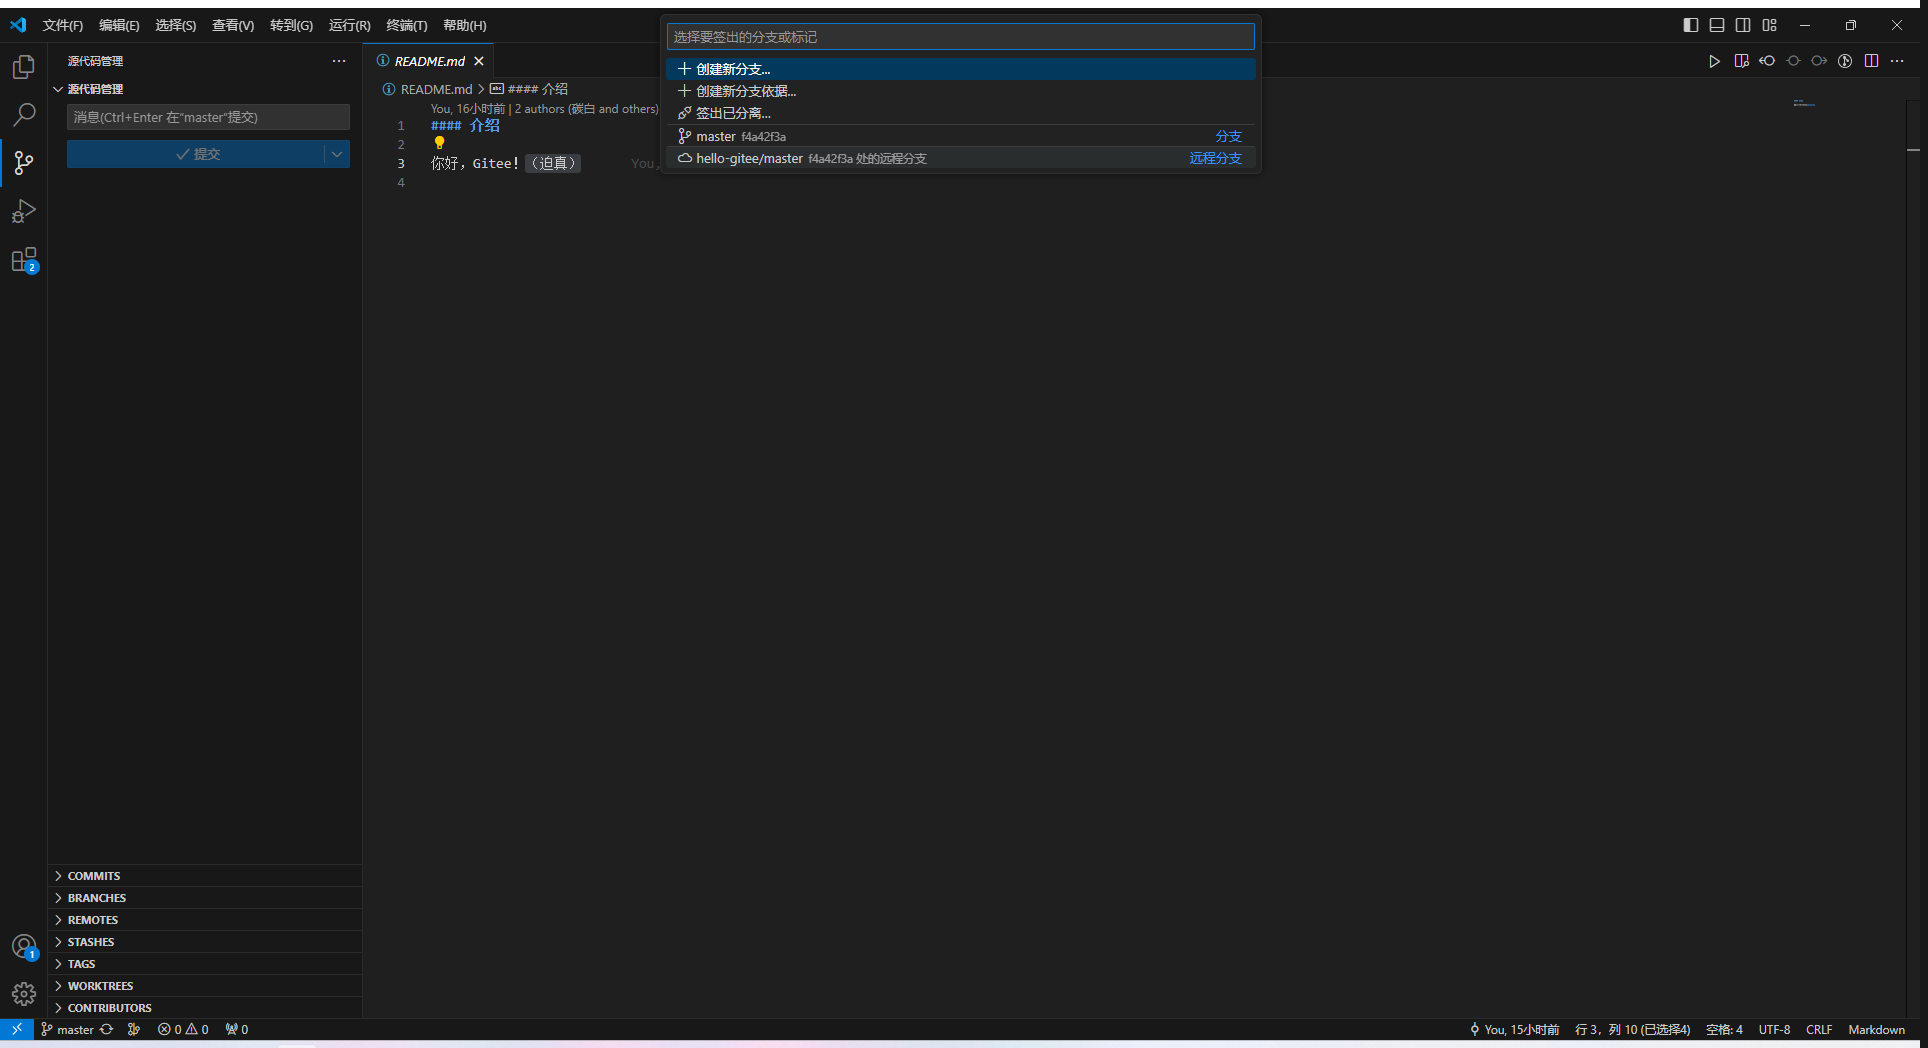 文件(F) 编辑(E) 选择(S) 查看(V) 转到(G) 运行(R) 终端(T) 帮助(H)
选择要签出的分支或标记
创建新分支...
创建新分支依据...
签出已分离...
master f4a42f3a 分支
hello-gitee/master f4a42f3a 处的远程分支 远程分支
源代码管理
源代码管理
消息(Ctrl+Enter 在"master"提交)
提交
README.md
README.md > #### 介绍
You, 16小时前 | 2 authors (碳白 and others)
1 #### 介绍
2
3 你好，Gitee！（迫真） You,
4
2
COMMITS
BRANCHES
REMOTES
STASHES
TAGS
WORKTREES
CONTRIBUTORS
1
master 0 0 0
You, 15小时前 行 3，列 10 (已选择4) 空格: 4 UTF-8 CRLF Markdown